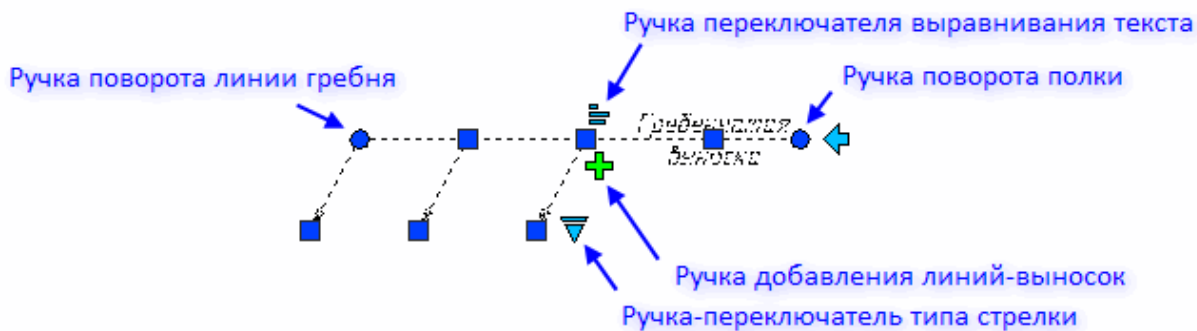 Ручка переключателя выравнивания текста
Ручка поворота линии гребня
Ручка поворота полки
Гребенчатая
выноска
Ручка добавления линий-выносок
Ручка-переключатель типа стрелки